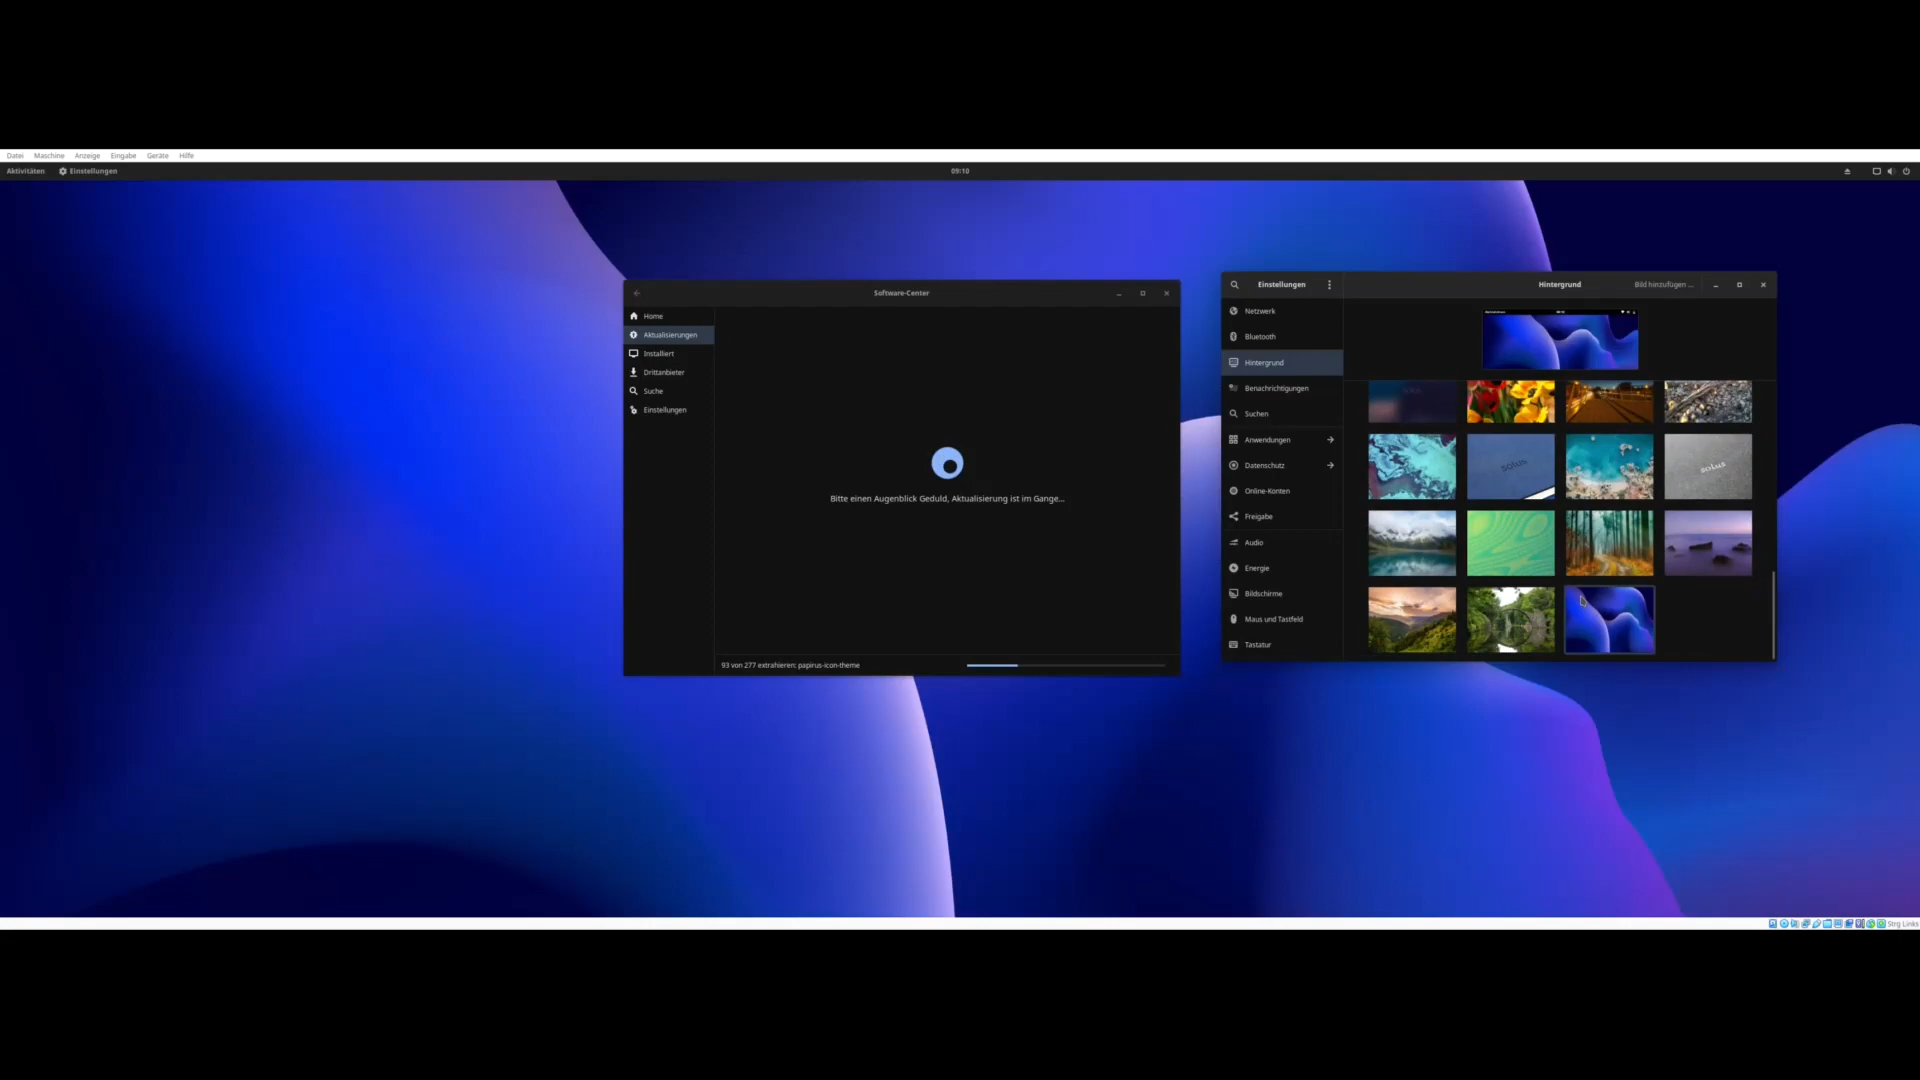 Datei Maschine Anzeige Eingabe Geräte Hilfe
Aktivitäten Einstellungen 09:10
Software-Center
Home
Aktualisierungen
Installiert
Drittanbieter
Suche
Einstellungen
Bitte einen Augenblick Geduld, Aktualisierung ist im Gange...
93 von 277 extrahieren: papirus-icon-theme
Einstellungen Hintergrund Bild hinzufügen ...
Netzwerk
Bluetooth
Hintergrund
Benachrichtigungen
Suchen
Anwendungen
Datenschutz
Online-Konten
Freigabe
Audio
Energie
Bildschirme
Maus und Tastfeld
Tastatur
solus
solus
Strg Links